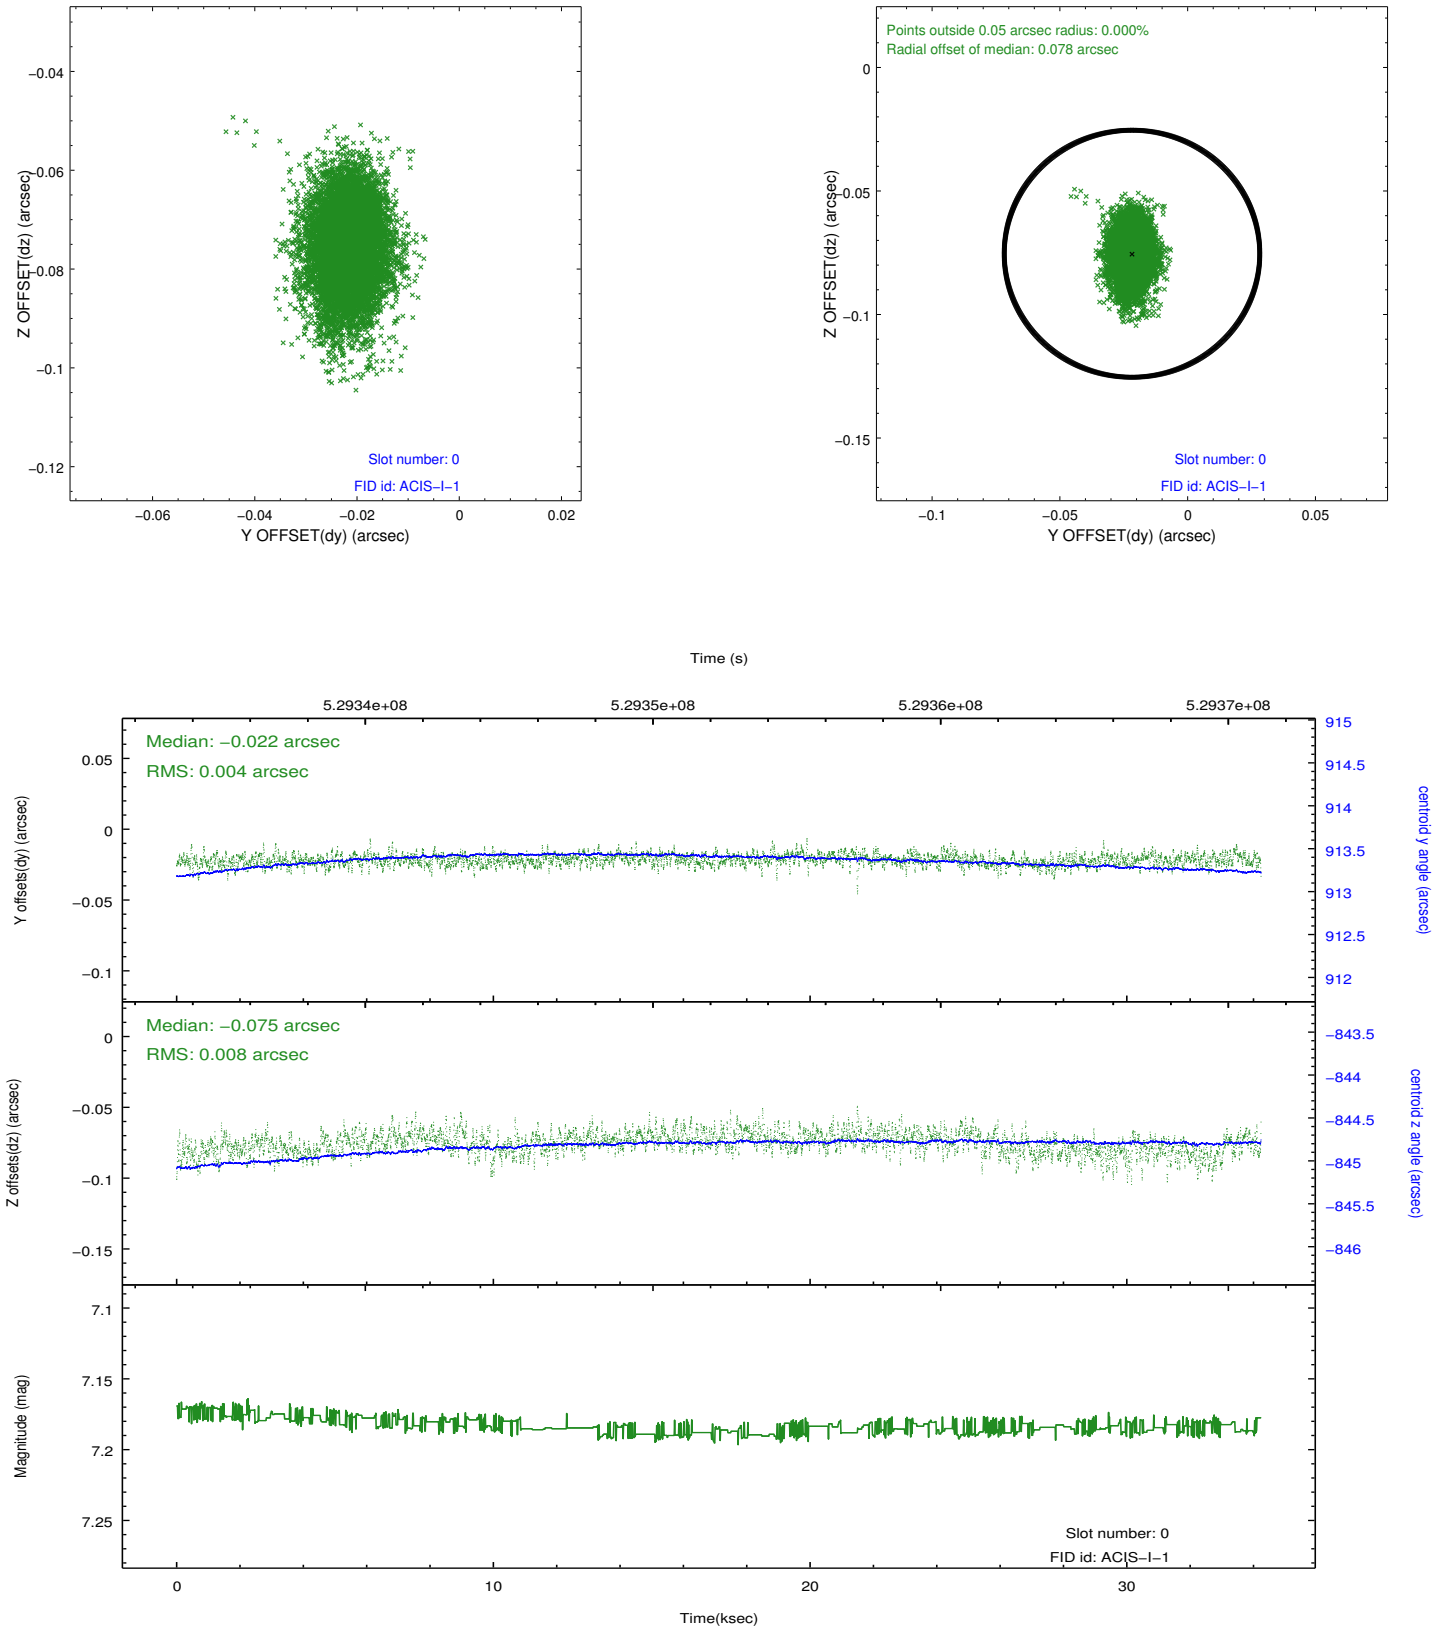 −0.04
−0.06
−0.08
−0.1
−0.12
Z OFFSET(dz) (arcsec)
Slot number: 0
FID id: ACIS−I−1
−0.06
−0.04
−0.02
0
0.02
Y OFFSET(dy) (arcsec)
Points outside 0.05 arcsec radius: 0.000%
Radial offset of median: 0.078 arcsec
0
−0.05
−0.1
−0.15
Z OFFSET(dz) (arcsec)
Slot number: 0
FID id: ACIS−I−1
−0.1
−0.05
0
0.05
Y OFFSET(dy) (arcsec)
Time (s)
5.2934e+08
5.2935e+08
5.2936e+08
5.2937e+08
Median: −0.022 arcsec
RMS: 0.004 arcsec
0.05
0
−0.05
−0.1
Y offsets(dy) (arcsec)
915
914.5
914
913.5
913
912.5
912
centroid y angle (arcsec)
Median: −0.075 arcsec
RMS: 0.008 arcsec
0
−0.05
−0.1
−0.15
Z offsets(dz) (arcsec)
−843.5
−844
−844.5
−845
−845.5
−846
centroid z angle (arcsec)
7.1
7.15
7.2
7.25
Magnitude (mag)
Slot number: 0
FID id: ACIS−I−1
0
10
20
30
Time(ksec)